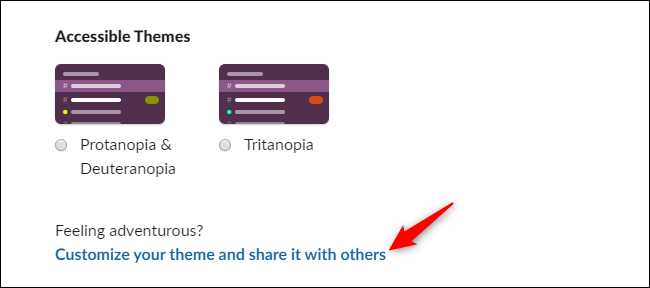 Accessible Themes
#
#
#
#
#
#
Protanopia &
Deuteranopia
Tritanopia
Feeling adventurous?
Customize your theme and share it with others